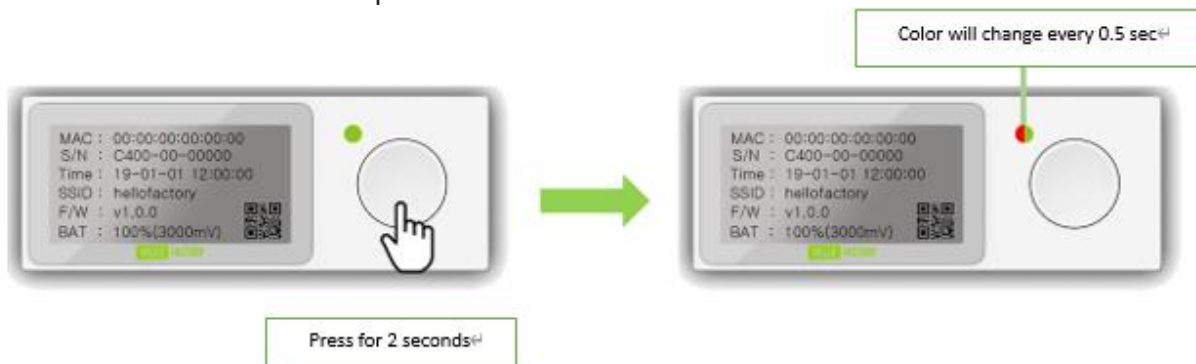 Color will change every 0.5 sec
MAC : 00:00:00:00:00:00
S/N : C400-00-00000
Time : 19-01-01 12:00:00
SSID : hellofactory
F/W : v1.0.0
BAT : 100%(3000mV)
MAC : 00:00:00:00:00:00
S/N : C400-00-00000
Time : 19-01-01 12:00:00
SSID : hellofactory
F/W : v1.0.0
BAT : 100%(3000mV)
Press for 2 seconds